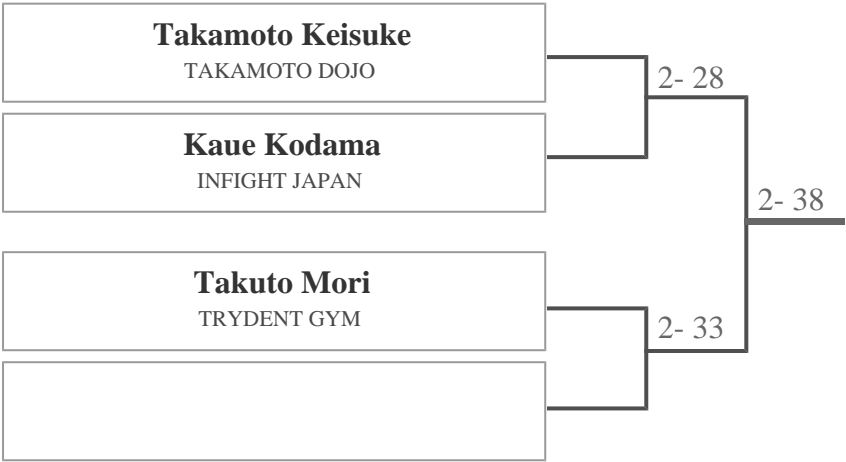 Takamoto Keisuke
TAKAMOTO DOJO
2- 28
Kaue Kodama
INFIGHT JAPAN
2- 38
Takuto Mori
TRYDENT GYM
2- 33